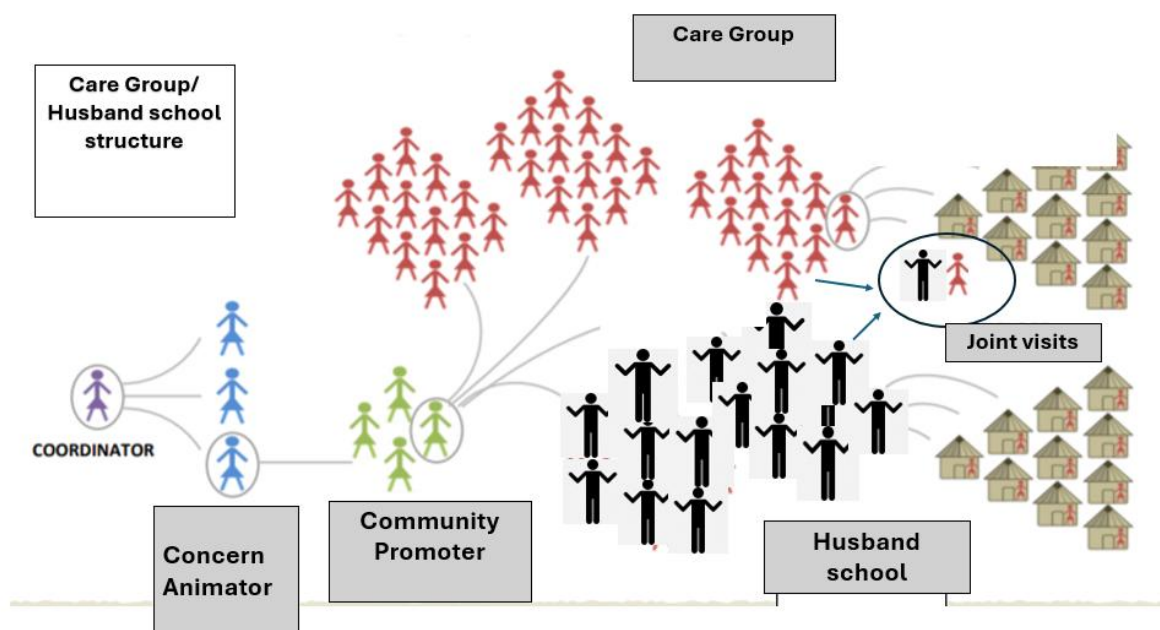 Care Group/
Husband school
structure
Care Group
COORDINATOR
Concern
Animator
Community
Promoter
Joint visits
Husband
school